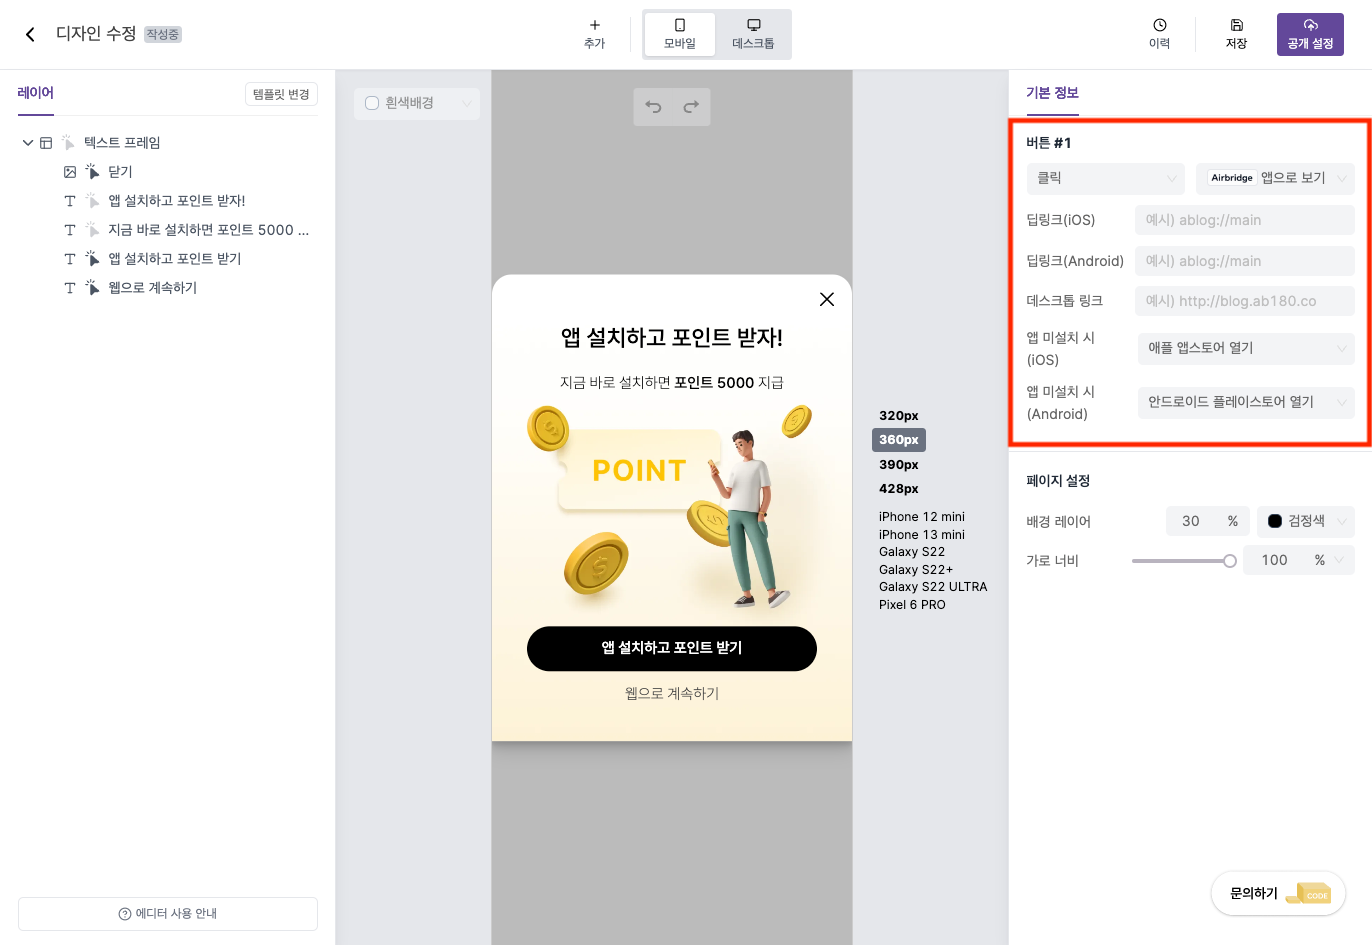 디자인 수정 작성중
추가
모바일
데스크톱
이력
저장
공개 설정
레이어
템플릿 변경
텍스트 프레임
닫기
앱 설치하고 포인트 받자!
지금 바로 설치하면 포인트 5000 ...
앱 설치하고 포인트 받기
웹으로 계속하기
에디터 사용 안내
흰색배경
앱 설치하고 포인트 받자!
지금 바로 설치하면 포인트 5000 지급
POINT
앱 설치하고 포인트 받기
웹으로 계속하기
320px
360px
390px
428px
iPhone 12 mini
iPhone 13 mini
Galaxy S22
Galaxy S22+
Galaxy S22 ULTRA
Pixel 6 PRO
기본 정보
버튼 #1
클릭
Airbridge 앱으로 보기
딥링크(iOS) 예시) ablog://main
딥링크(Android) 예시) ablog://main
데스크톱 링크 예시) http://blog.ab180.co
앱 미설치 시
(iOS)
애플 앱스토어 열기
앱 미설치 시
(Android)
안드로이드 플레이스토어 열기
페이지 설정
배경 레이어 30 % 검정색
가로 너비 100 %
문의하기
CODE